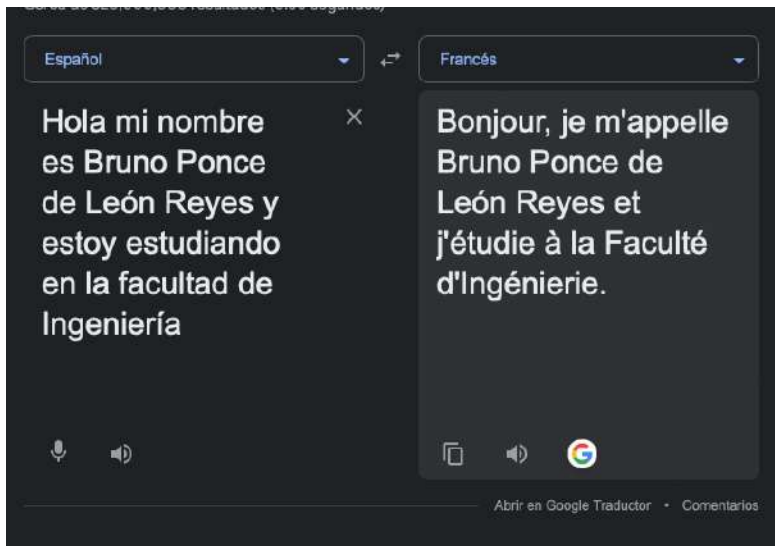 Español
Francés
Hola mi nombre
es Bruno Ponce
de León Reyes y
estoy estudiando
en la facultad de
Ingeniería
Bonjour, je m'appelle
Bruno Ponce de
León Reyes et
j'étudie à la Faculté
d'Ingénierie.
Abrir en Google Traductor • Comentarios